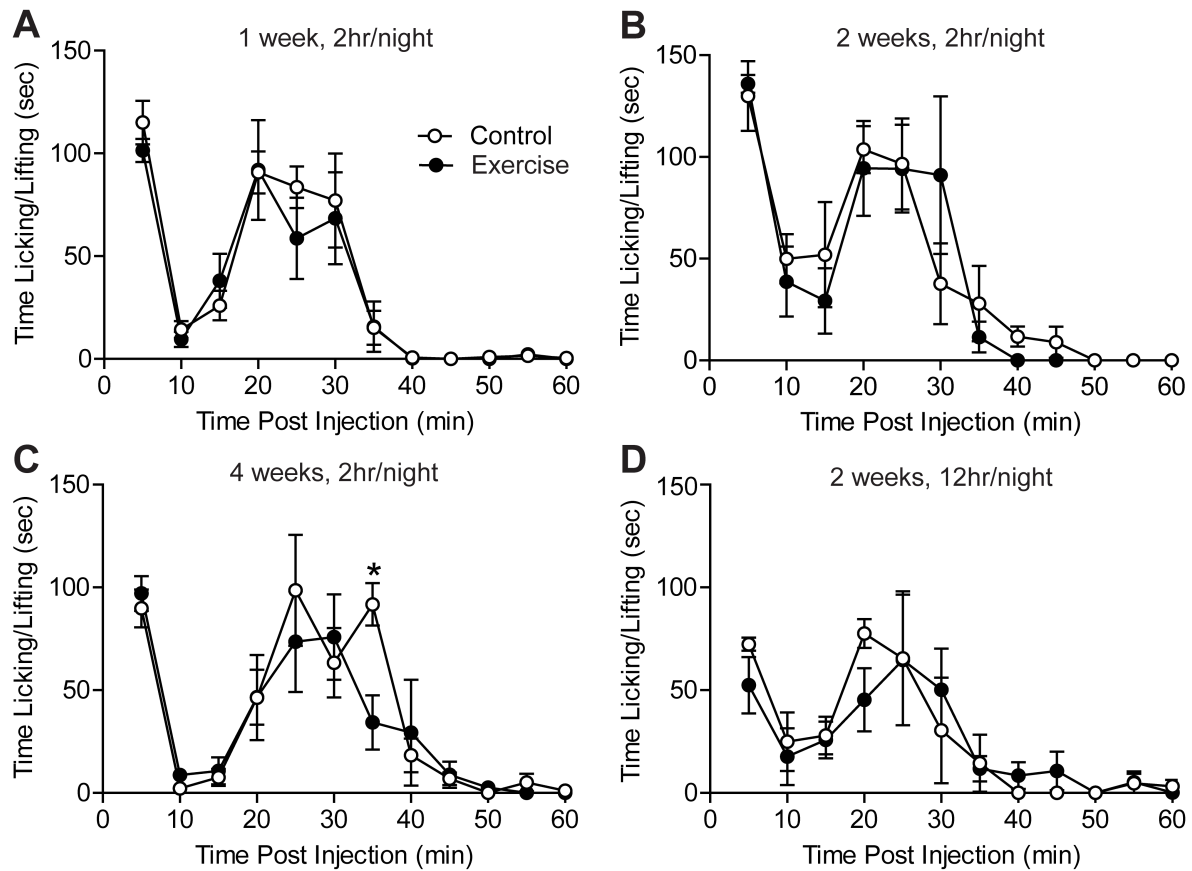 A
1 week, 2hr/night
150
100
50
0
Time Licking/Lifting (sec)
Control
Exercise
0 10 20 30 40 50 60
Time Post Injection (min)
B
2 weeks, 2hr/night
150
100
50
0
Time Licking/Lifting (sec)
0 10 20 30 40 50 60
Time Post Injection (min)
C
4 weeks, 2hr/night
150
100
50
0
Time Licking/Lifting (sec)
*
0 10 20 30 40 50 60
Time Post Injection (min)
D
2 weeks, 12hr/night
150
100
50
0
Time Licking/Lifting (sec)
0 10 20 30 40 50 60
Time Post Injection (min)